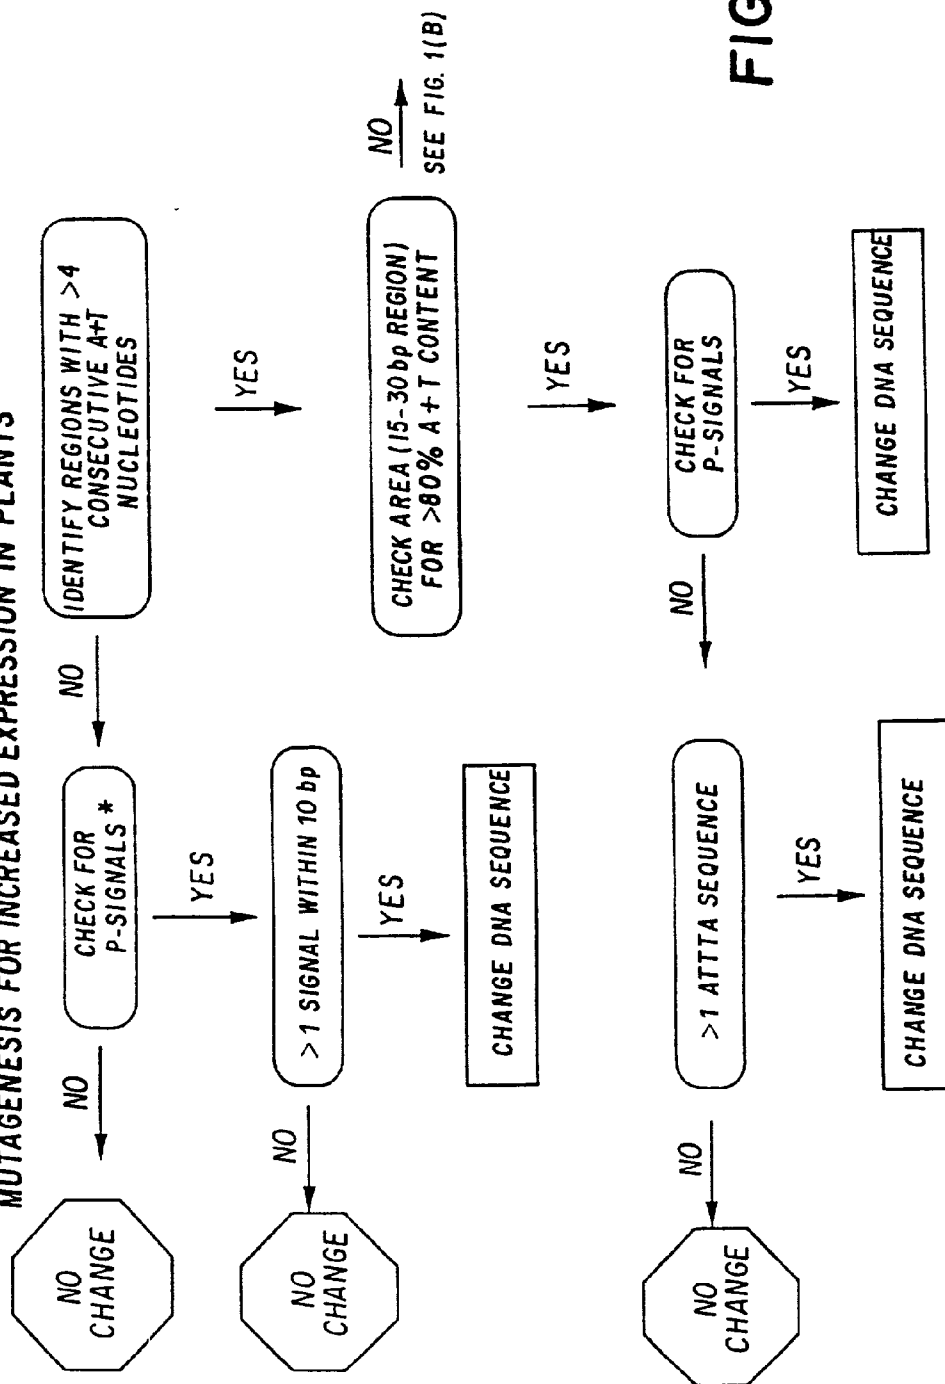 MUTAGENESIS FOR INCREASED EXPRESSION IN PLANTS
NO
CHANGE
NO
CHECK FOR
P-SIGNALS *
NO
IDENTIFY REGIONS WITH >4
CONSECUTIVE A+T
NUCLEOTIDES
YES
YES
NO
CHANGE
NO
>1 SIGNAL WITHIN 10 bp
YES
CHANGE DNA SEQUENCE
CHECK AREA (15-30 bp REGION)
FOR >80% A+T CONTENT
NO
SEE FIG. 1(B)
YES
NO
CHANGE
NO
>1 ATTTA SEQUENCE
NO
CHECK FOR
P-SIGNALS
YES
YES
CHANGE DNA SEQUENCE
CHANGE DNA SEQUENCE
FIG